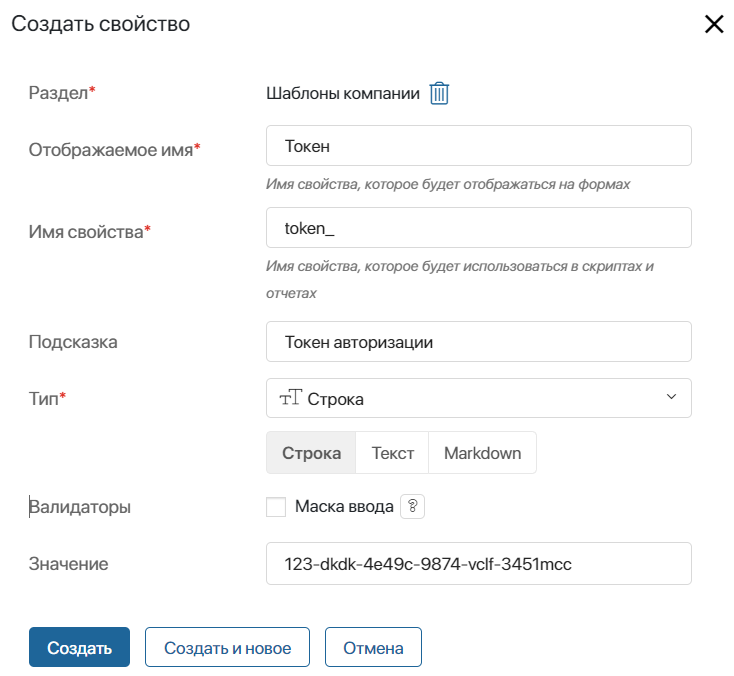 Создать свойство
Раздел* Шаблоны компании
Отображаемое имя* Токен
Имя свойства, которое будет отображаться на формах
Имя свойства* token_
Имя свойства, которое будет использоваться в скриптах и
отчетах
Подсказка Токен авторизации
Тип* тТ Строка
Строка Текст Markdown
Валидаторы Маска ввода ?
Значение 123-dkdk-4e49c-9874-vclf-3451mcc
Создать Создать и новое Отмена